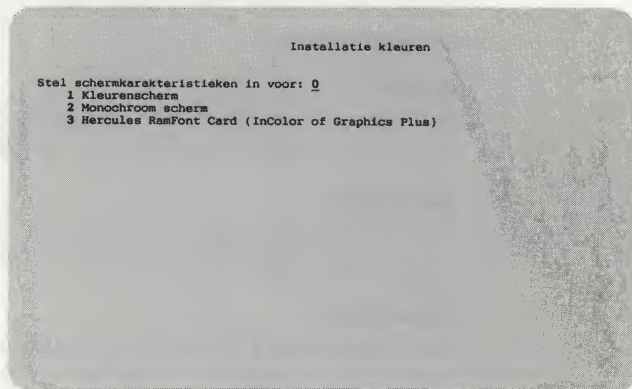 Installatie kleuren
Stel schermkarakteristieken in voor: 0
1 Kleurenscherm
2 Monochroom scherm
3 Hercules RamFont Card (InColor of Graphics Plus)